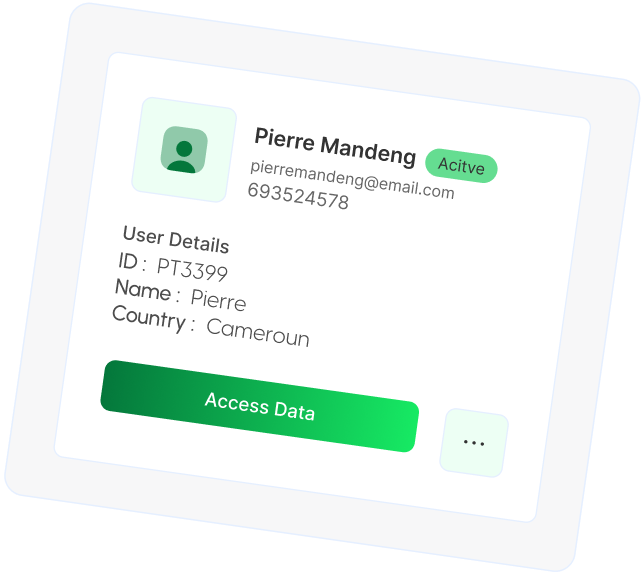 Pierre Mandeng Acitve
pierremandeng@email.com
693524578
User Details
ID : PT3399
Name : Pierre
Country : Cameroun
Access Data
...